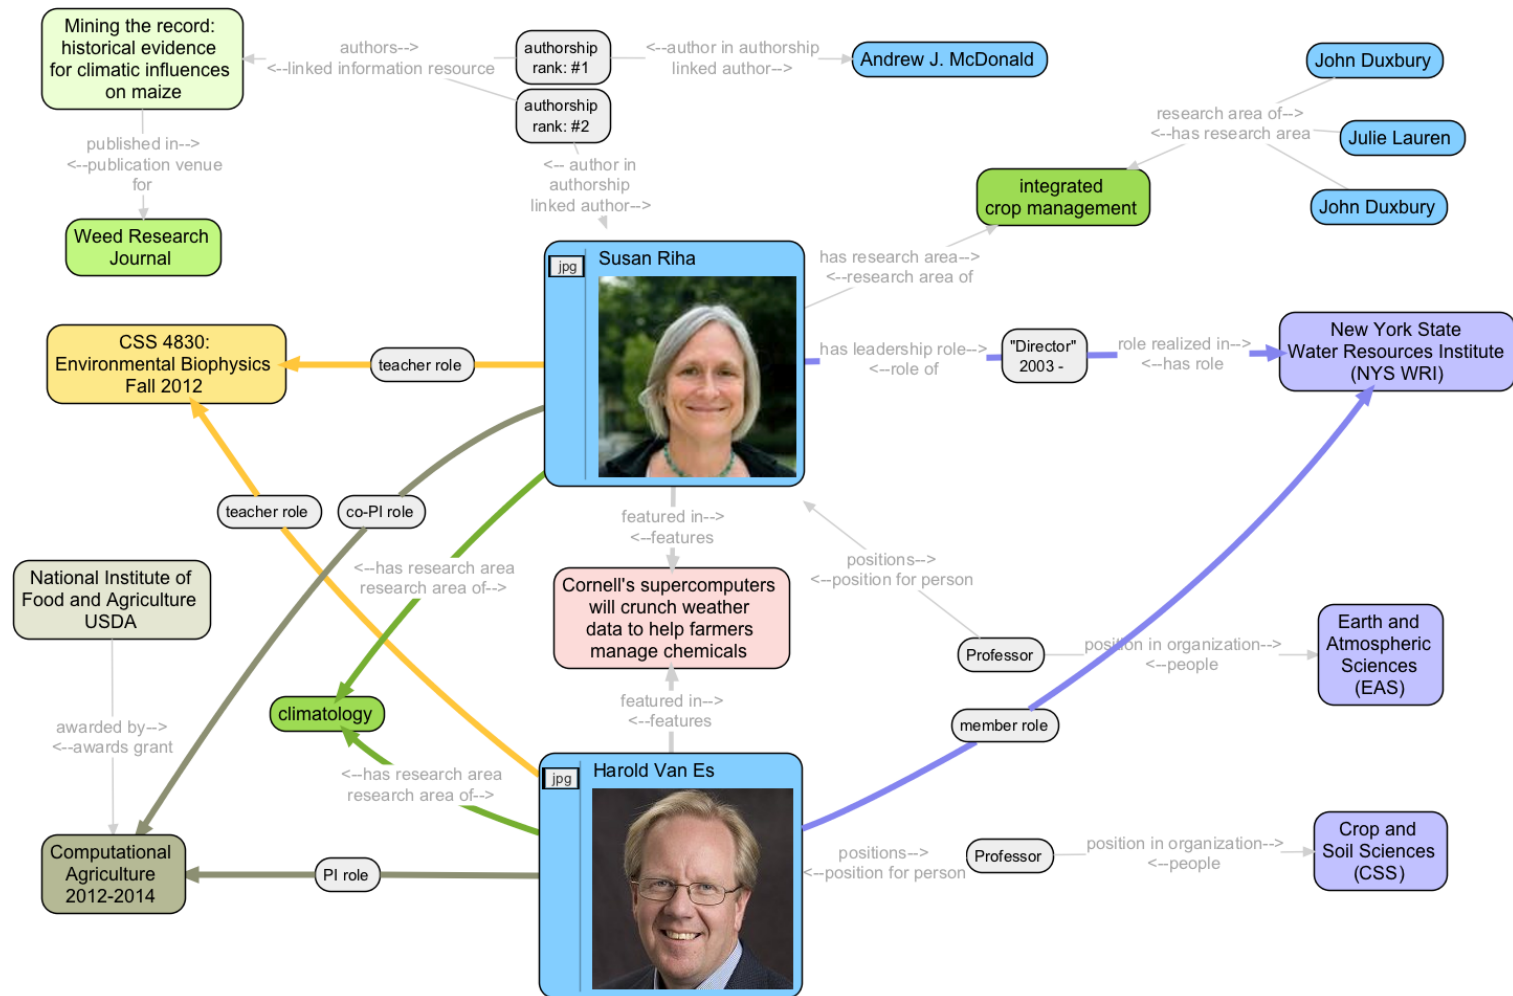 Mining the record:
historical evidence
for climatic influences
on maize
authors-->
<--linked information resource
authorship
rank: #1
<--author in authorship
linked author-->
Andrew J. McDonald
John Duxbury
authorship
rank: #2
research area of-->
<--has research area
Julie Lauren
published in-->
<--publication venue
for
<-- author in
authorship
linked author-->
integrated
crop management
John Duxbury
Weed Research
Journal
jpg
Susan Riha
has research area-->
<--research area of
CSS 4830:
Environmental Biophysics
Fall 2012
teacher role
has leadership role-->
<--role of
"Director"
2003 -
role realized in-->
<--has role
New York State
Water Resources Institute
(NYS WRI)
teacher role
co-PI role
featured in-->
<--features
<--has research area
research area of-->
positions-->
<--position for person
National Institute of
Food and Agriculture
USDA
Cornell's supercomputers
will crunch weather
data to help farmers
manage chemicals
Professor
position in organization-->
<--people
Earth and
Atmospheric
Sciences
(EAS)
climatology
featured in-->
<--features
member role
awarded by-->
<--awards grant
<--has research area
research area of-->
jpg
Harold Van Es
Computational
Agriculture
2012-2014
PI role
positions-->
<--position for person
Professor
position in organization-->
<--people
Crop and
Soil Sciences
(CSS)